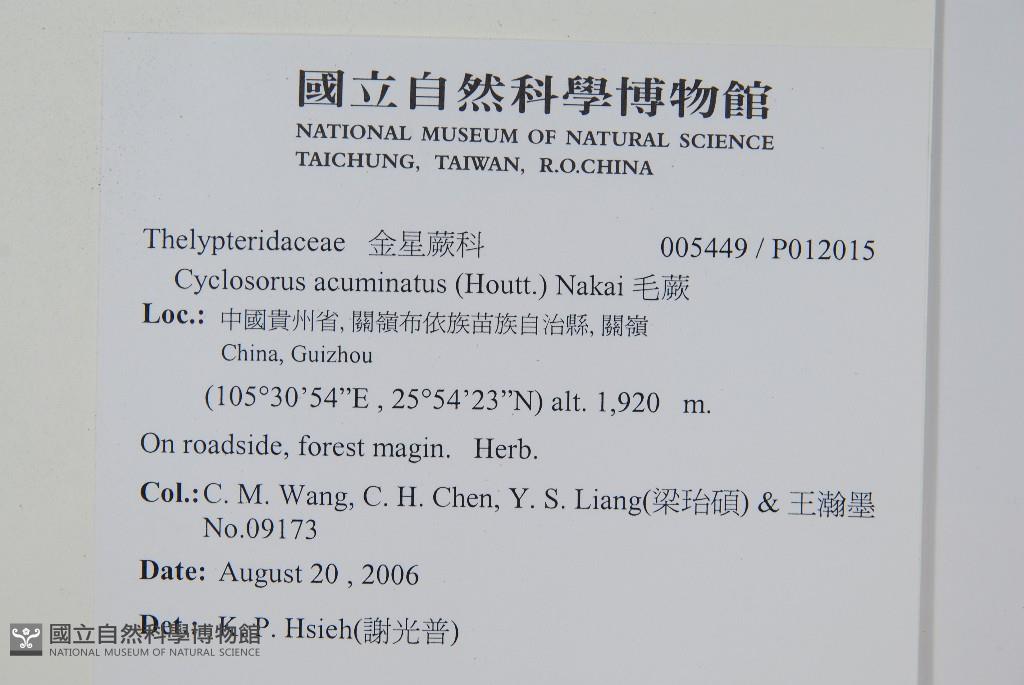 國立自然科學博物館
NATIONAL MUSEUM OF NATURAL SCIENCE
TAICHUNG, TAIWAN, R.O.CHINA
Thelypteridaceae 金星蕨科 005449 / P012015
Cyclosorus acuminatus (Houtt.) Nakai 毛蕨
Loc.: 中國貴州省, 關嶺布依族苗族自治縣, 關嶺
China, Guizhou
(105°30’54”E , 25°54’23”N) alt. 1,920 m.
On roadside, forest magin. Herb.
Col.: C. M. Wang, C. H. Chen, Y. S. Liang(梁珆碩) & 王瀚墨
No.09173
Date: August 20 , 2006
Det.: K. P. Hsieh(謝光普)
國立自然科學博物館
NATIONAL MUSEUM OF NATURAL SCIENCE